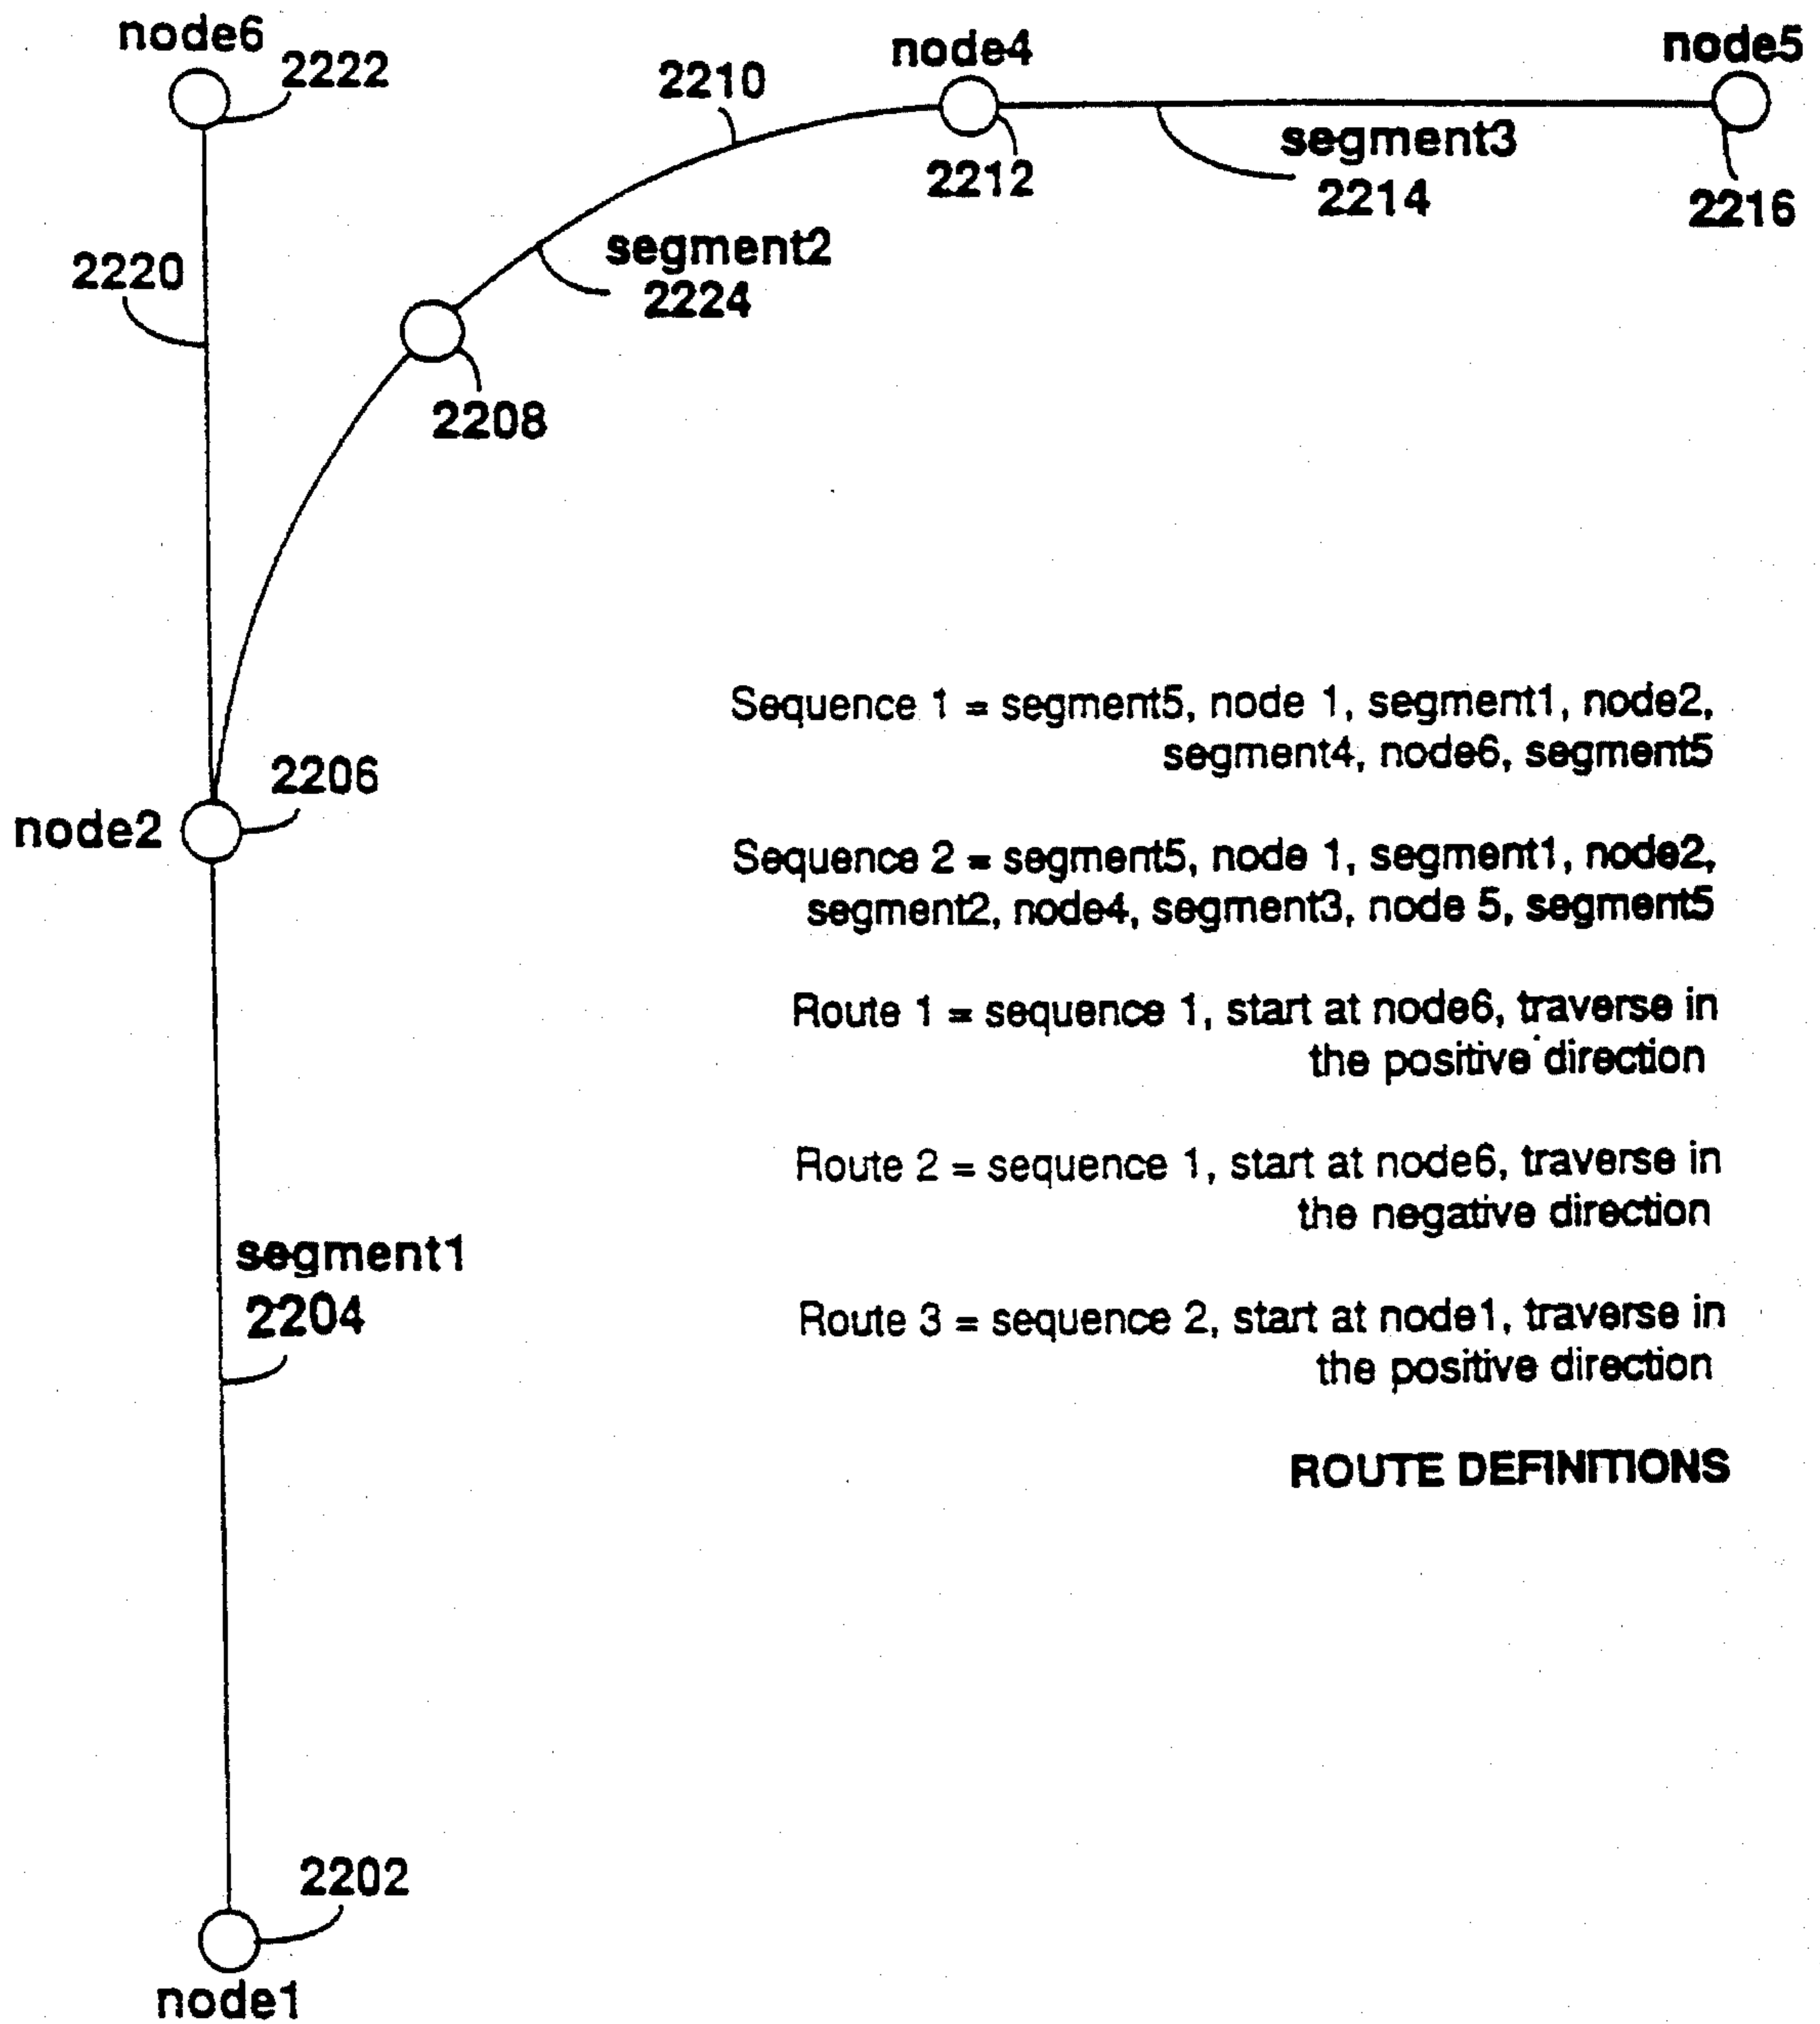 node6
2222
2210
node4
node5
segment3
2214
2212
2216
segment2
2224
2220
2208
Sequence 1 = segment5, node 1, segment1, node2,
segment4, node6, segment5
2206
node2
Sequence 2 = segment5, node 1, segment1, node2,
segment2, node4, segment3, node 5, segment5
Route 1 = sequence 1, start at node6, traverse in
the positive direction
Route 2 = sequence 1, start at node6, traverse in
the negative direction
segment1
2204
Route 3 = sequence 2, start at node1, traverse in
the positive direction
ROUTE DEFINITIONS
2202
node1